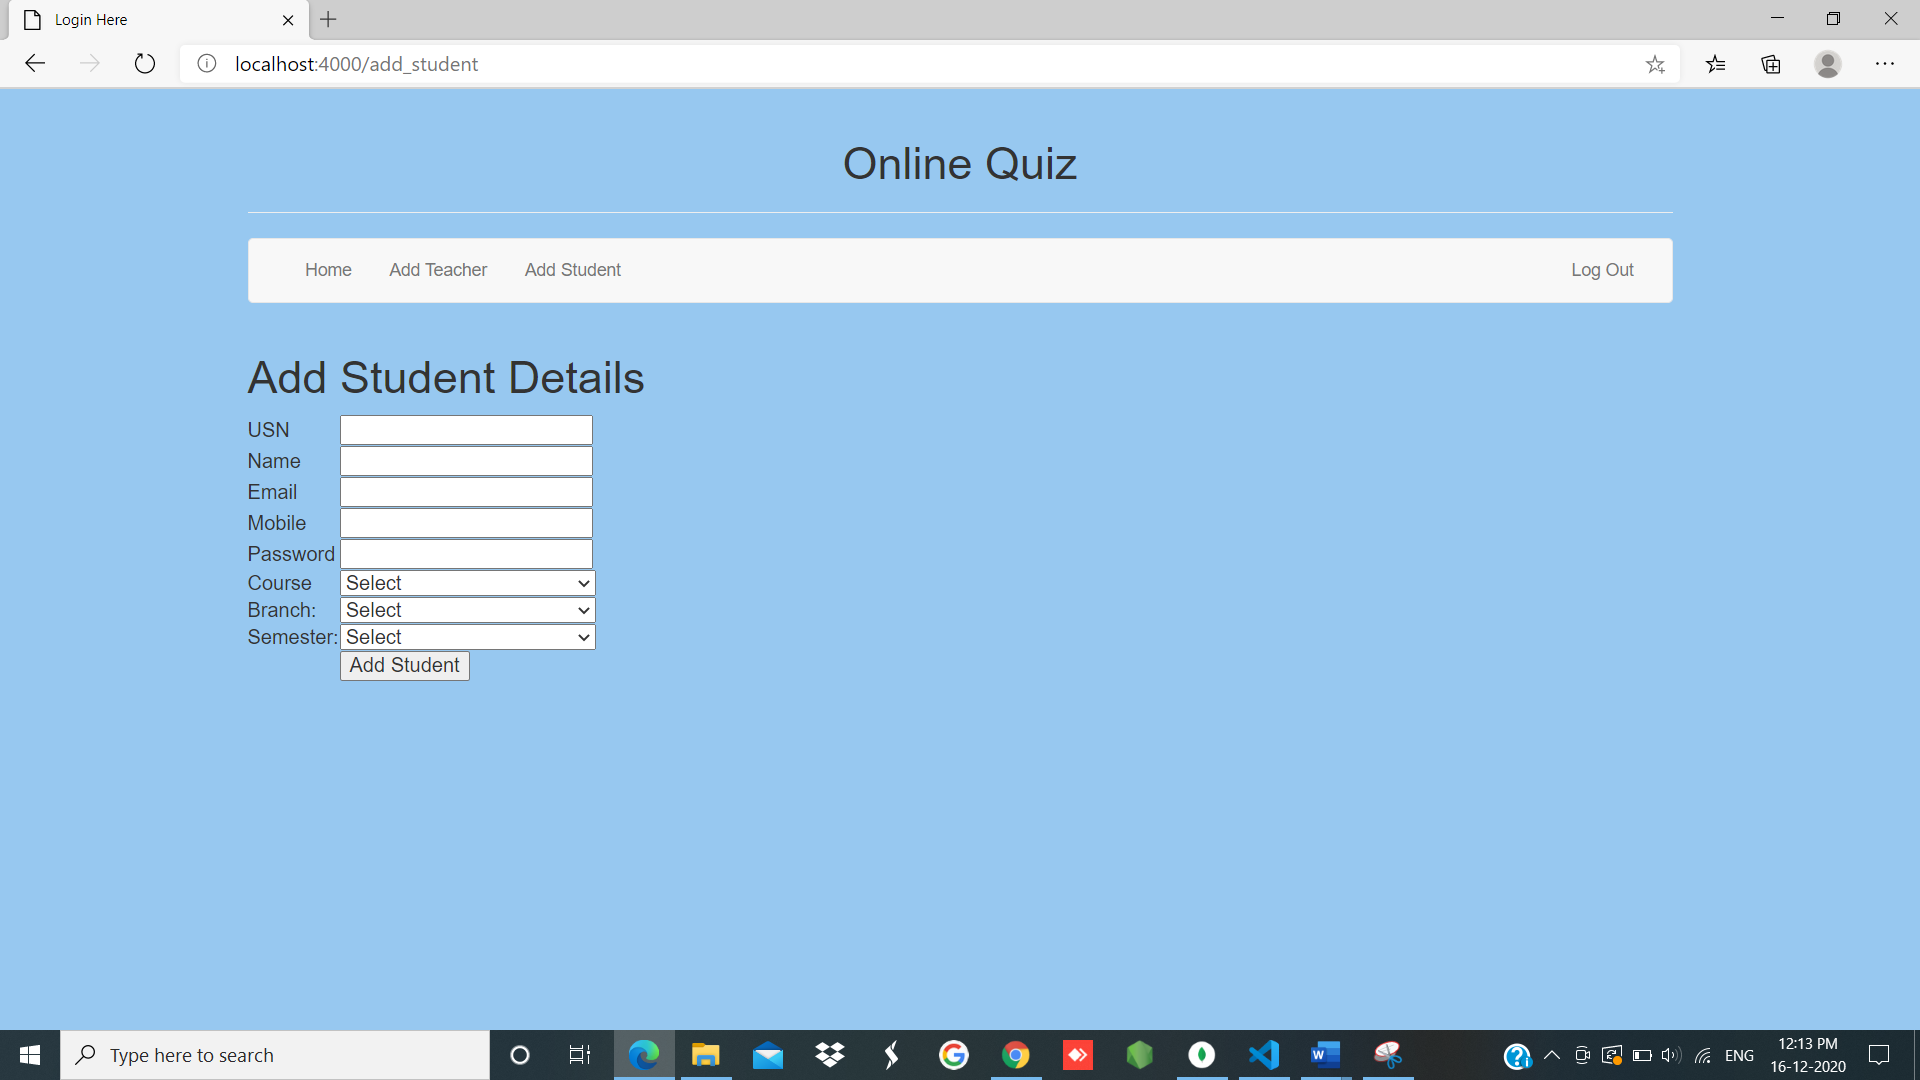 Login Here
localhost:4000/add_student
Online Quiz
Home Add Teacher Add Student Log Out
Add Student Details
USN
Name
Email
Mobile
Password
Course Select
Branch: Select
Semester: Select
Add Student
Type here to search
ENG
12:13 PM
16-12-2020